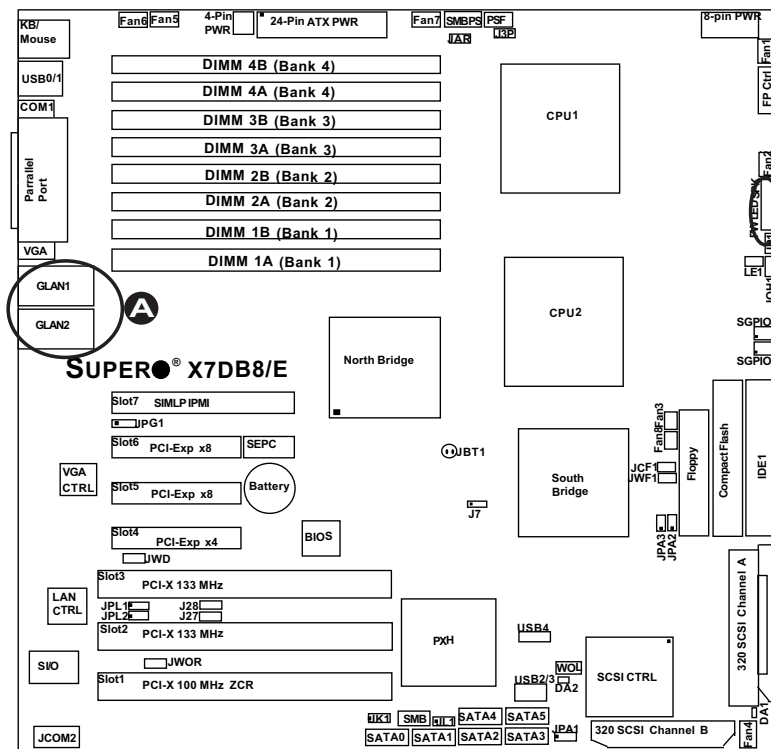 KB/
Mouse
Fan6
Fan5
4-Pin
PWR
24-Pin ATX PWR
Fan7
SMBPS
PSF
JAR
J3P
8-pin PWR
Fan1
USB0/1
FP Ctrl
COM1
DIMM 4B (Bank 4)
DIMM 4A (Bank 4)
DIMM 3B (Bank 3)
DIMM 3A (Bank 3)
DIMM 2B (Bank 2)
DIMM 2A (Bank 2)
DIMM 1B (Bank 1)
DIMM 1A (Bank 1)
CPU1
Parrallel
Port
Fan2
PWLED/SPK
VGA
LE1
JOH1
GLAN1
A
GLAN2
CPU2
North Bridge
SGPIO
SGPIO
SUPER ® X7DB8/E
Slot7
SIMLP IPMI
JPG1
Slot6
PCI-Exp x8
SEPC
JBT1
Fan3
Fan8
VGA
CTRL
Slot5
PCI-Exp x8
Battery
South
Bridge
JCF1
JWF1
Floppy
Compact Flash
IDE1
J7
Slot4
PCI-Exp x4
BIOS
JPA3
JPA2
JWD
Slot3
PCI-X 133 MHz
LAN
CTRL
JPL1
JPL2
J28
J27
Slot2
PCI-X 133 MHz
PXH
USB4
320 SCSI Channel A
SI/O
JWOR
WOL
SCSI CTRL
Slot1
PCI-X 100 MHz ZCR
USB2/3
DA2
DA1
JCOM2
JK1
SMB
JL1
SATA4
SATA5
SATA0
SATA1
SATA2
SATA3
JPA1
320 SCSI Channel B
Fan4